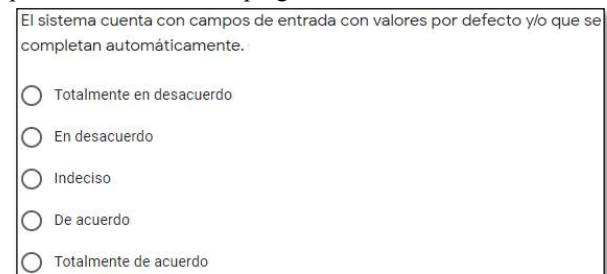 El sistema cuenta con campos de entrada con valores por defecto y/o que se
completan automáticamente.
Totalmente en desacuerdo
En desacuerdo
Indeciso
De acuerdo
Totalmente de acuerdo